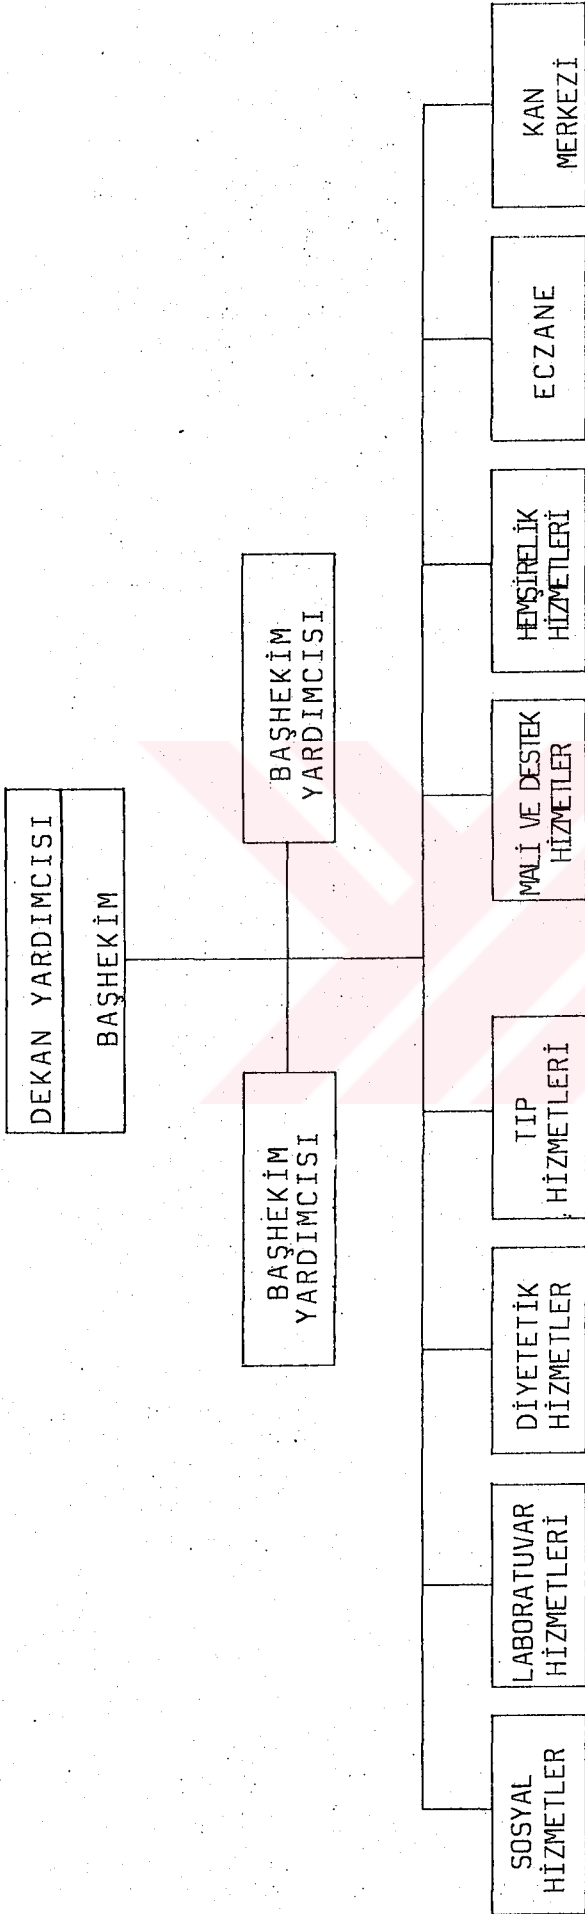 DEKAN YARDIMCISI
BAŞHEKİM
BAŞHEKİM
YARDIMCISI
BAŞHEKİM
YARDIMCISI
SOSYAL
HİZMETLER
LABORATUVAR
HİZMETLERİ
DİYETETİK
HİZMETLER
TIP
HİZMETLERİ
MALİ VE DESTEK
HİZMETLER
HEMŞİRELİK
HİZMETLERİ
ECZANE
KAN
MERKEZİ